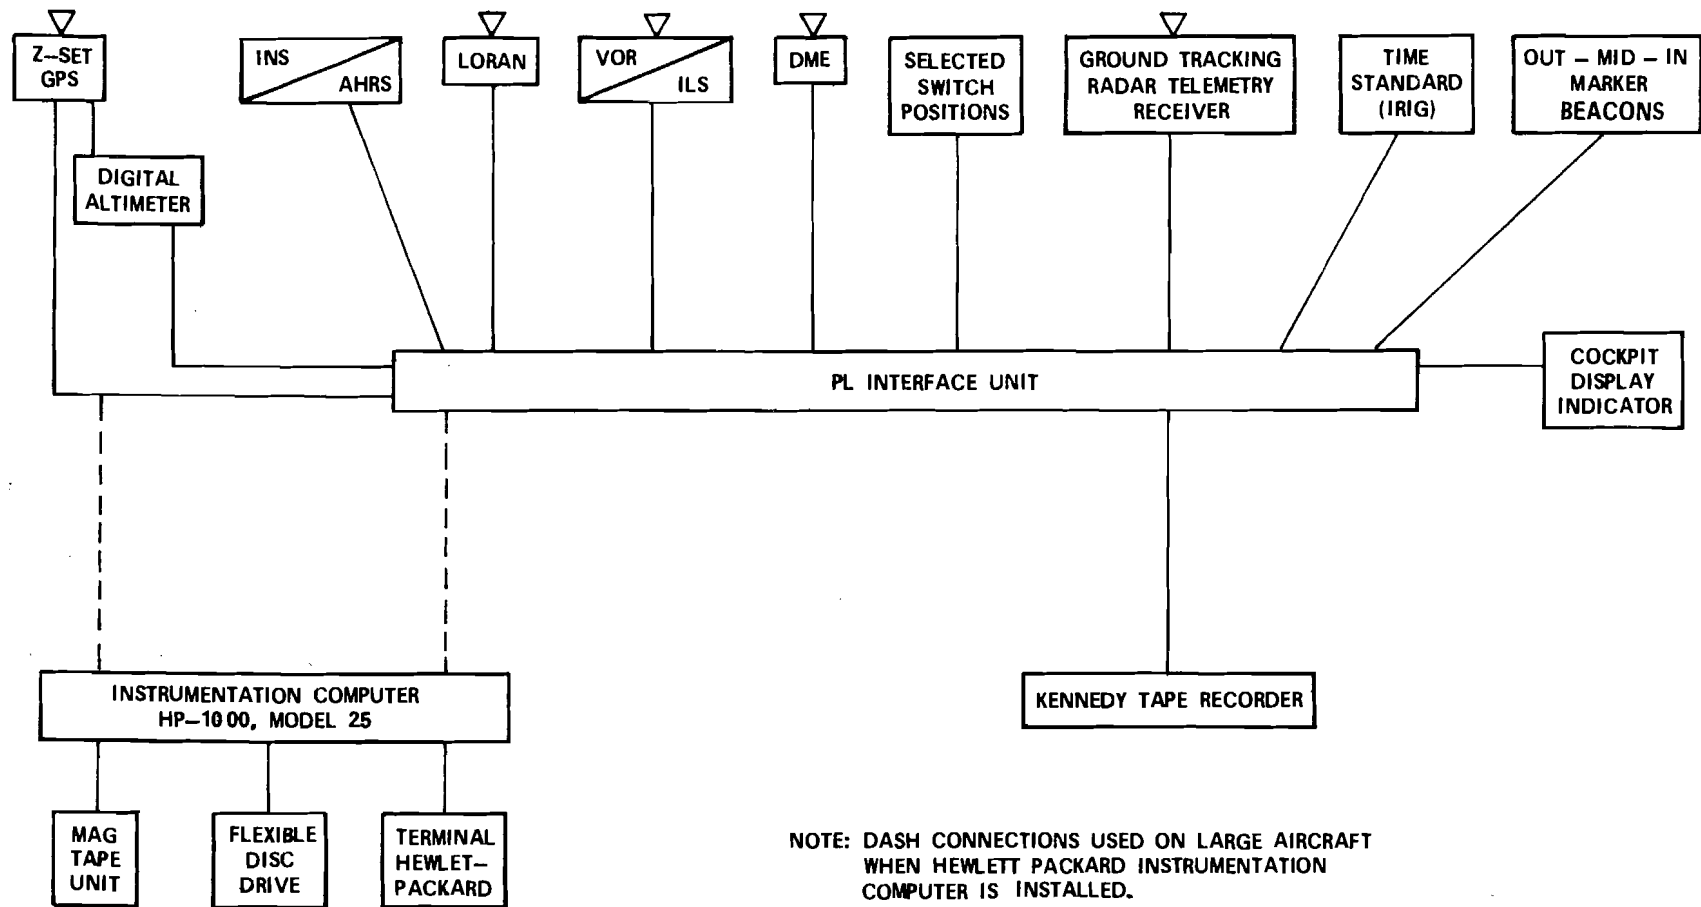 Z-SET
GPS
INS
AHRS
LORAN
VOR
ILS
DME
SELECTED
SWITCH
POSITIONS
GROUND TRACKING
RADAR TELEMETRY
RECEIVER
TIME
STANDARD
(IRIG)
OUT - MID - IN
MARKER
BEACONS
DIGITAL
ALTIMETER
PL INTERFACE UNIT
COCKPIT
DISPLAY
INDICATOR
INSTRUMENTATION COMPUTER
HP-1000, MODEL 25
KENNEDY TAPE RECORDER
MAG
TAPE
UNIT
FLEXIBLE
DISC
DRIVE
TERMINAL
HEWLET-
PACKARD
NOTE: DASH CONNECTIONS USED ON LARGE AIRCRAFT
WHEN HEWLETT PACKARD INSTRUMENTATION
COMPUTER IS INSTALLED.